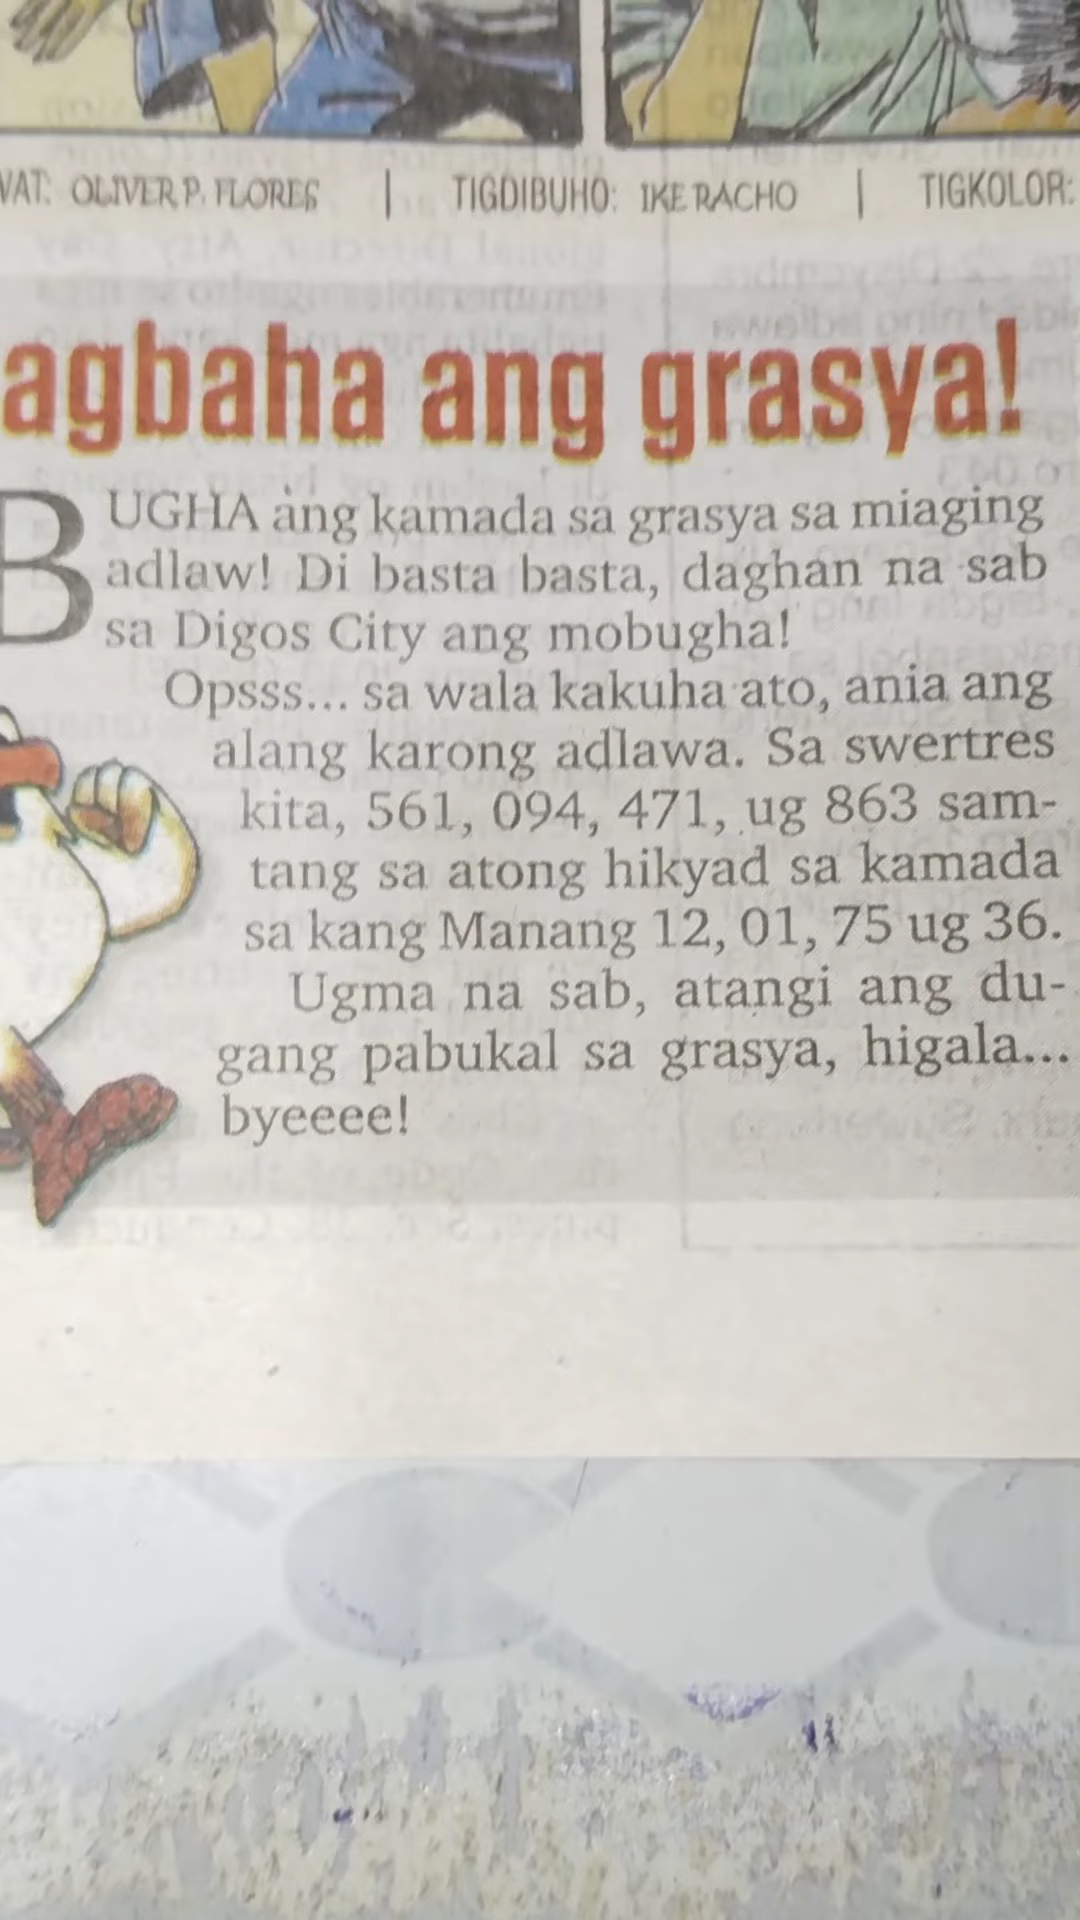 VAT: OLIVER P. FLORES | TIGDIBUHO: IKE RACHO | TIGKOLOR:
agbaha ang grasya!
BUGHA ang kamada sa grasya sa miaging
adlaw! Di basta basta, daghan na sab
sa Digos City ang mobugha!
Opsss... sa wala kakuha ato, ania ang
alang karong adlawa. Sa swertres
kita, 561, 094, 471, ug 863 sam-
tang sa atong hikyad sa kamada
sa kang Manang 12, 01, 75 ug 36.
Ugma na sab, atangi ang du-
gang pabukal sa grasya, higala...
byeeee!